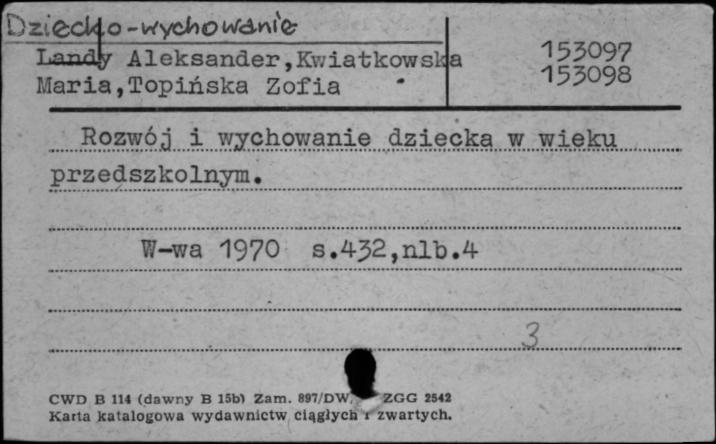 Dziecko-wychowanie
Landy Aleksander,Kwiatkowska 153097
Maria,Topińska Zofia 153098
Rozwój i wychowanie dziecka w wieku
przedszkolnym.
W-wa 1970 s.432,nlb.4
3
CWD B 114 (dawny B 15b) Zam. 897/DW. ZGG 2542
Karta katalogowa wydawnictw ciągłych i zwartych.